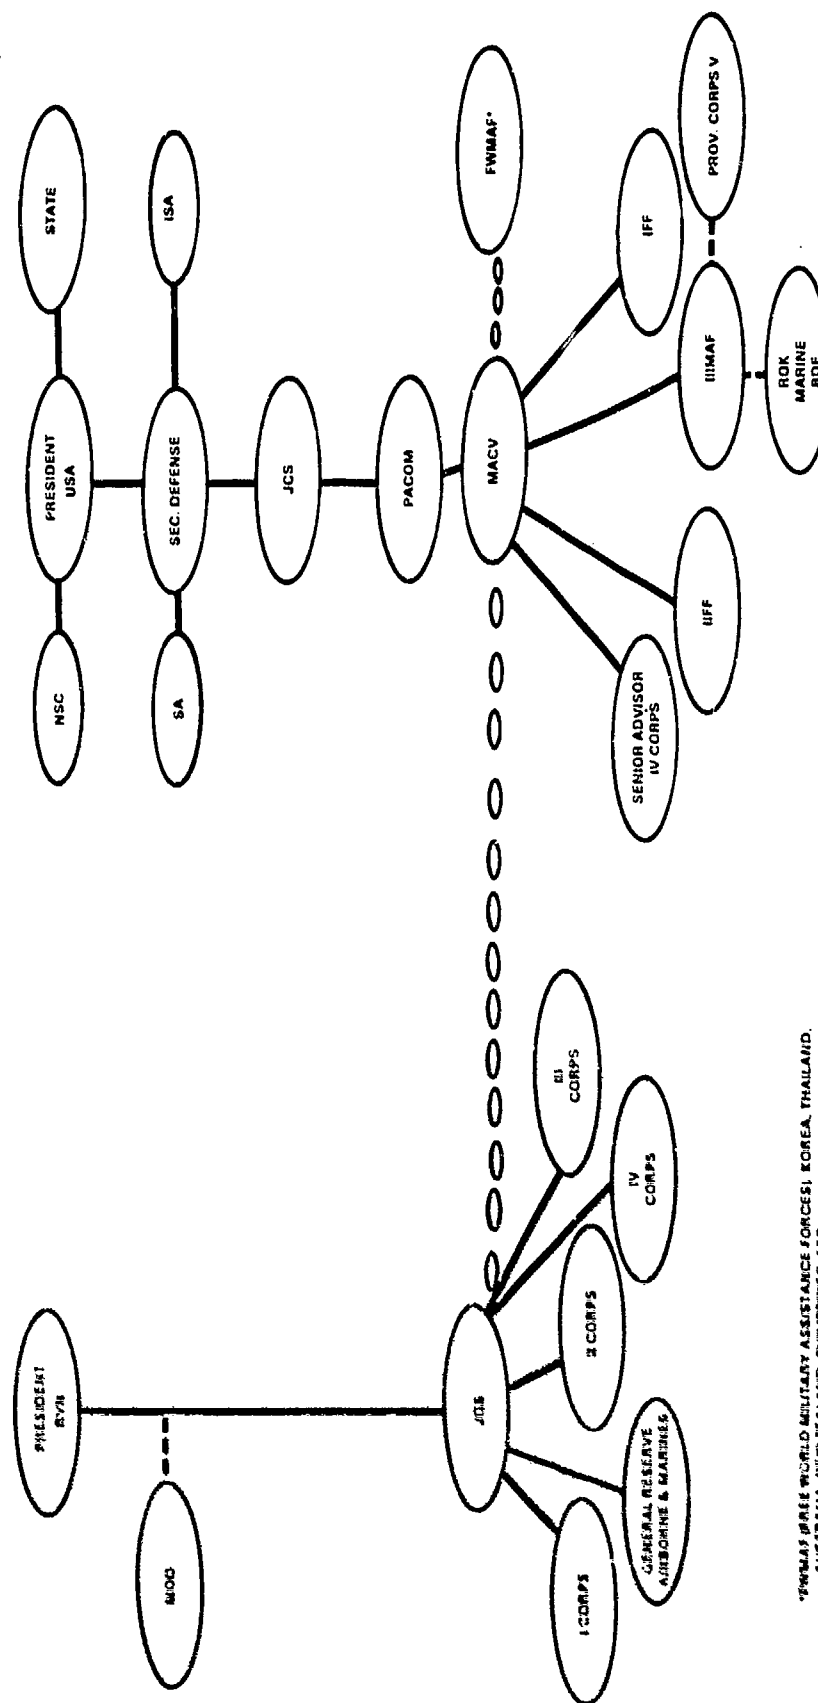 PRESIDENT
RVN
MOD
JGS
I CORPS
GENERAL RESERVE
AIRBORNE & MARINES
II CORPS
IV
CORPS
III
CORPS
NSC
PRESIDENT
USA
STATE
SA
SEC. DEFENSE
ISA
JCS
PACOM
MACV
FWMAF*
SENIOR ADVISOR
IV CORPS
IIFF
IIIMAF
IFF
PROV. CORPS V
ROK
MARINE
BDE
*FWMAF (FREE WORLD MILITARY ASSISTANCE FORCES), KOREA, THAILAND,